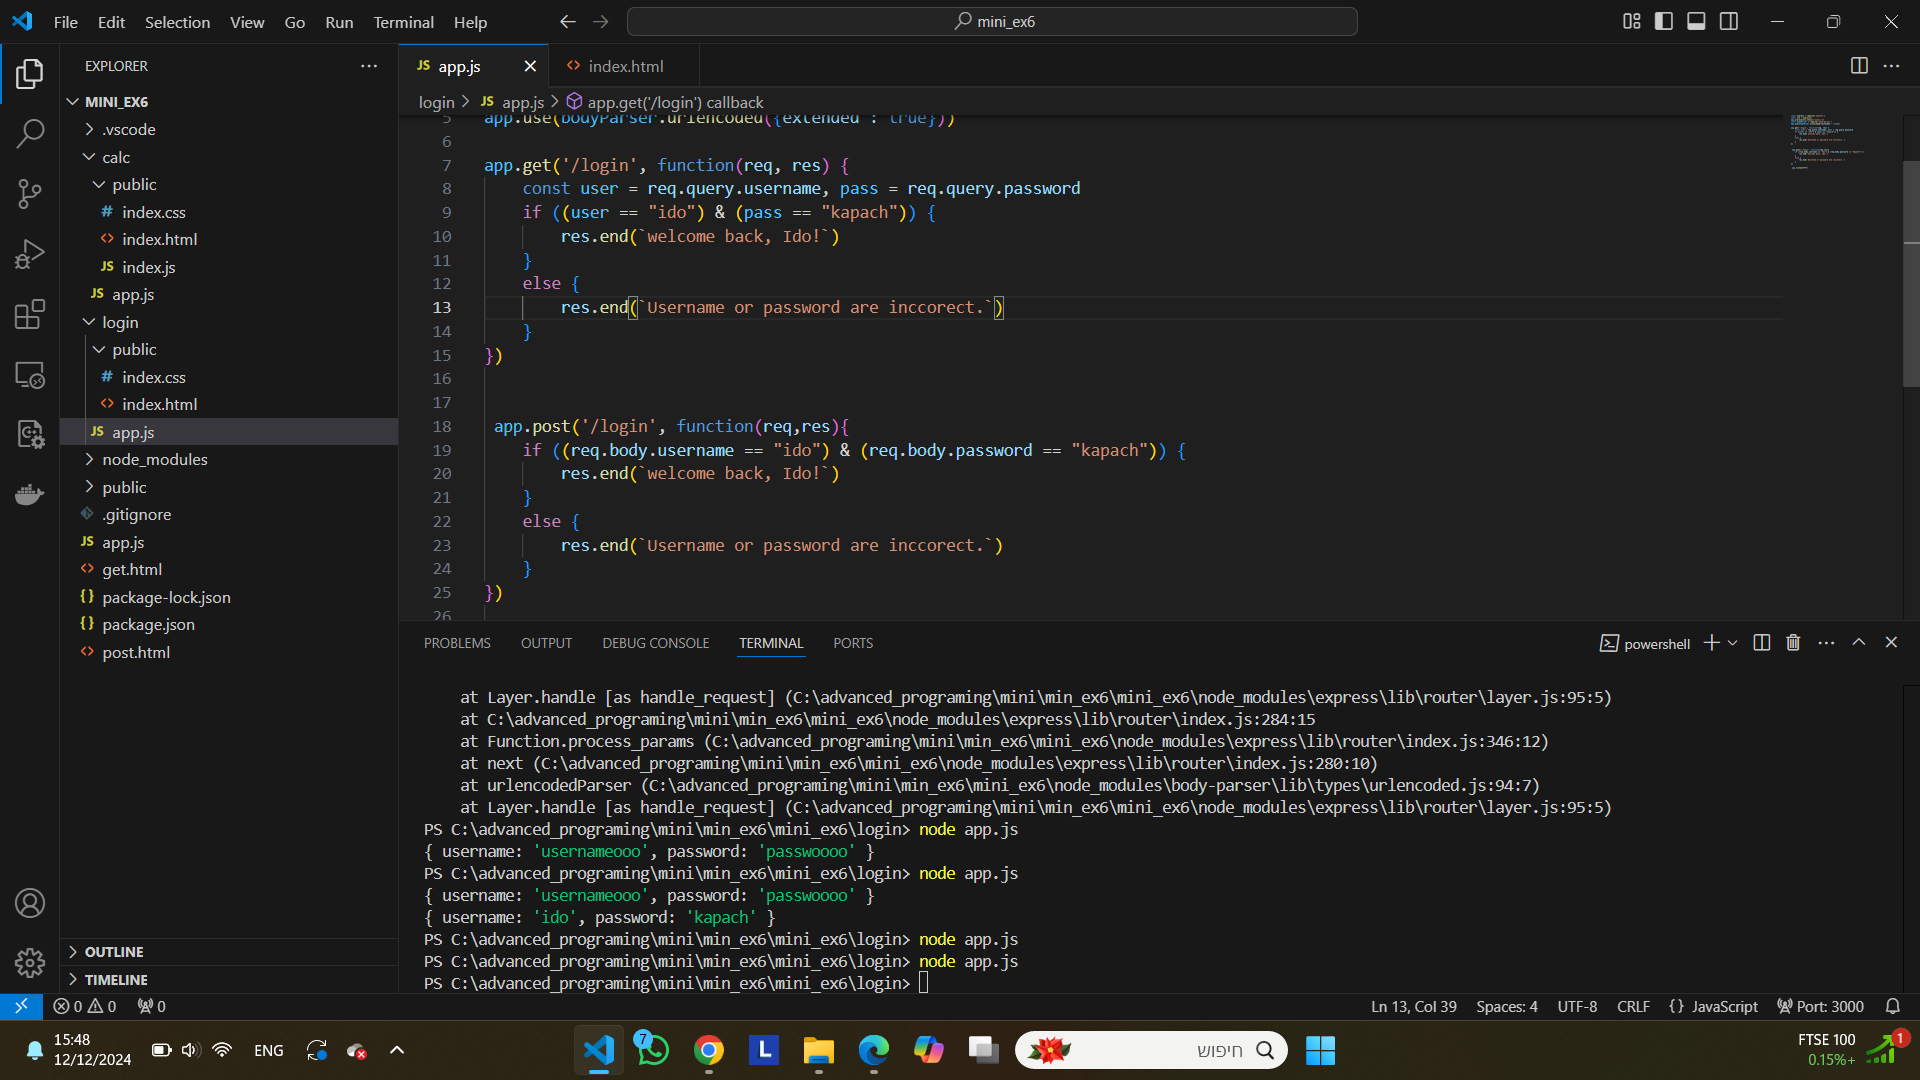 File Edit Selection View Go Run Terminal Help
mini_ex6
EXPLORER
MINI_EX6
.vscode
calc
public
# index.css
<> index.html
JS index.js
JS app.js
login
public
# index.css
<> index.html
JS app.js
node_modules
public
.gitignore
JS app.js
<> get.html
{} package-lock.json
{} package.json
<> post.html
OUTLINE
TIMELINE
JS app.js
<> index.html
login > JS app.js > app.get('/login') callback
5 app.use(bodyParser.urlencoded({extended : true}))
6
7 app.get('/login', function(req, res) {
8 const user = req.query.username, pass = req.query.password
9 if ((user == "ido") & (pass == "kapach")) {
10 res.end(`welcome back, Ido!`)
11 }
12 else {
13 res.end(`Username or password are inccorect.`)
14 }
15 })
16
17
18 app.post('/login', function(req,res){
19 if ((req.body.username == "ido") & (req.body.password == "kapach")) {
20 res.end(`welcome back, Ido!`)
21 }
22 else {
23 res.end(`Username or password are inccorect.`)
24 }
25 })
26
PROBLEMS OUTPUT DEBUG CONSOLE TERMINAL PORTS
powershell
at Layer.handle [as handle_request] (C:\advanced_programing\mini\min_ex6\mini_ex6\node_modules\express\lib\router\layer.js:95:5)
at C:\advanced_programing\mini\min_ex6\mini_ex6\node_modules\express\lib\router\index.js:284:15
at Function.process_params (C:\advanced_programing\mini\min_ex6\mini_ex6\node_modules\express\lib\router\index.js:346:12)
at next (C:\advanced_programing\mini\min_ex6\mini_ex6\node_modules\express\lib\router\index.js:280:10)
at urlencodedParser (C:\advanced_programing\mini\min_ex6\mini_ex6\node_modules\body-parser\lib\types\urlencoded.js:94:7)
at Layer.handle [as handle_request] (C:\advanced_programing\mini\min_ex6\mini_ex6\node_modules\express\lib\router\layer.js:95:5)
PS C:\advanced_programing\mini\min_ex6\mini_ex6\login> node app.js
{ username: 'usernameooo', password: 'passwoooo' }
PS C:\advanced_programing\mini\min_ex6\mini_ex6\login> node app.js
{ username: 'usernameooo', password: 'passwoooo' }
{ username: 'ido', password: 'kapach' }
PS C:\advanced_programing\mini\min_ex6\mini_ex6\login> node app.js
PS C:\advanced_programing\mini\min_ex6\mini_ex6\login> node app.js
PS C:\advanced_programing\mini\min_ex6\mini_ex6\login>
0 0 0
Ln 13, Col 39 Spaces: 4 UTF-8 CRLF {} JavaScript Port: 3000
15:48
12/12/2024
ENG
7
L
חיפוש
FTSE 100
0.15%+
1